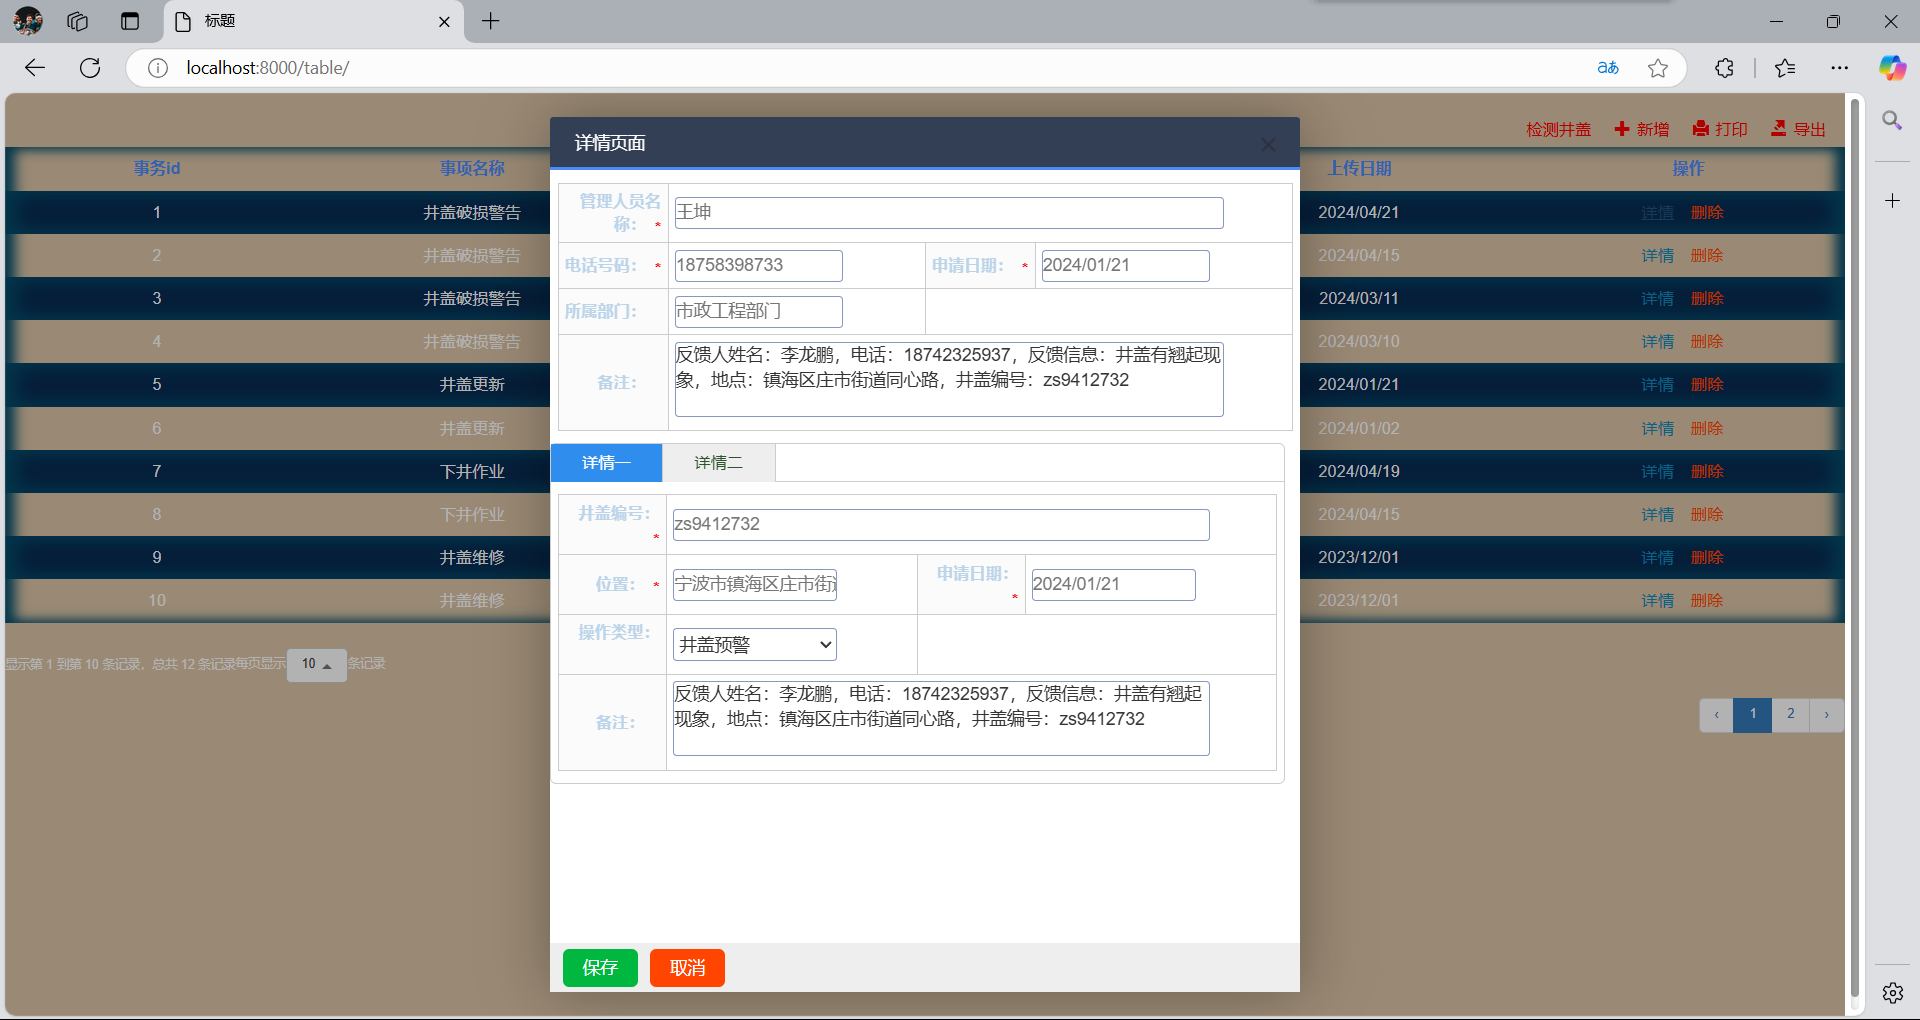 标题
localhost:8000/table/
aあ
检测井盖 新增 打印 导出
事务id 事项名称 上传日期 操作
1 井盖破损警告 2024/04/21 详情 删除
2 井盖破损警告 2024/04/15 详情 删除
3 井盖破损警告 2024/03/11 详情 删除
4 井盖破损警告 2024/03/10 详情 删除
5 井盖更新 2024/01/21 详情 删除
6 井盖更新 2024/01/02 详情 删除
7 下井作业 2024/04/19 详情 删除
8 下井作业 2024/04/15 详情 删除
9 井盖维修 2023/12/01 详情 删除
10 井盖维修 2023/12/01 详情 删除
显示第 1 到第 10 条记录，总共 12 条记录每页显示 10 条记录
‹ 1 2 ›
详情页面
管理人员名
称： * 王坤
电话号码： * 18758398733 申请日期： * 2024/01/21
所属部门： 市政工程部门
备注：
反馈人姓名：李龙鹏，电话：18742325937，反馈信息：井盖有翘起现
象，地点：镇海区庄市街道同心路，井盖编号：zs9412732
详情一 详情二
井盖编号： * zs9412732
位置： * 宁波市镇海区庄市街 申请日期： * 2024/01/21
操作类型： 井盖预警
备注：
反馈人姓名：李龙鹏，电话：18742325937，反馈信息：井盖有翘起
现象，地点：镇海区庄市街道同心路，井盖编号：zs9412732
保存 取消